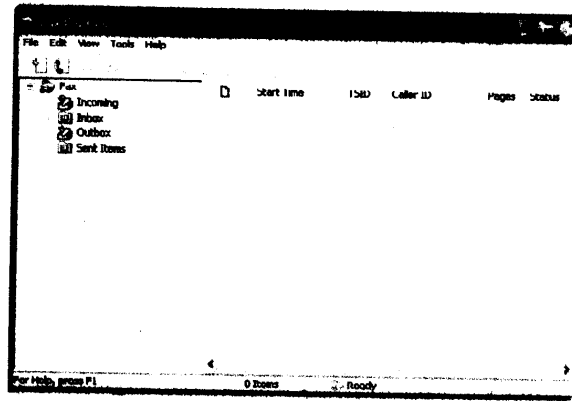 File Edit View Tools Help
Fax
Incoming
Inbox
Outbox
Sent Items
Start Time TSID Caller ID Pages Status
For Help, press F1
0 Items
Ready